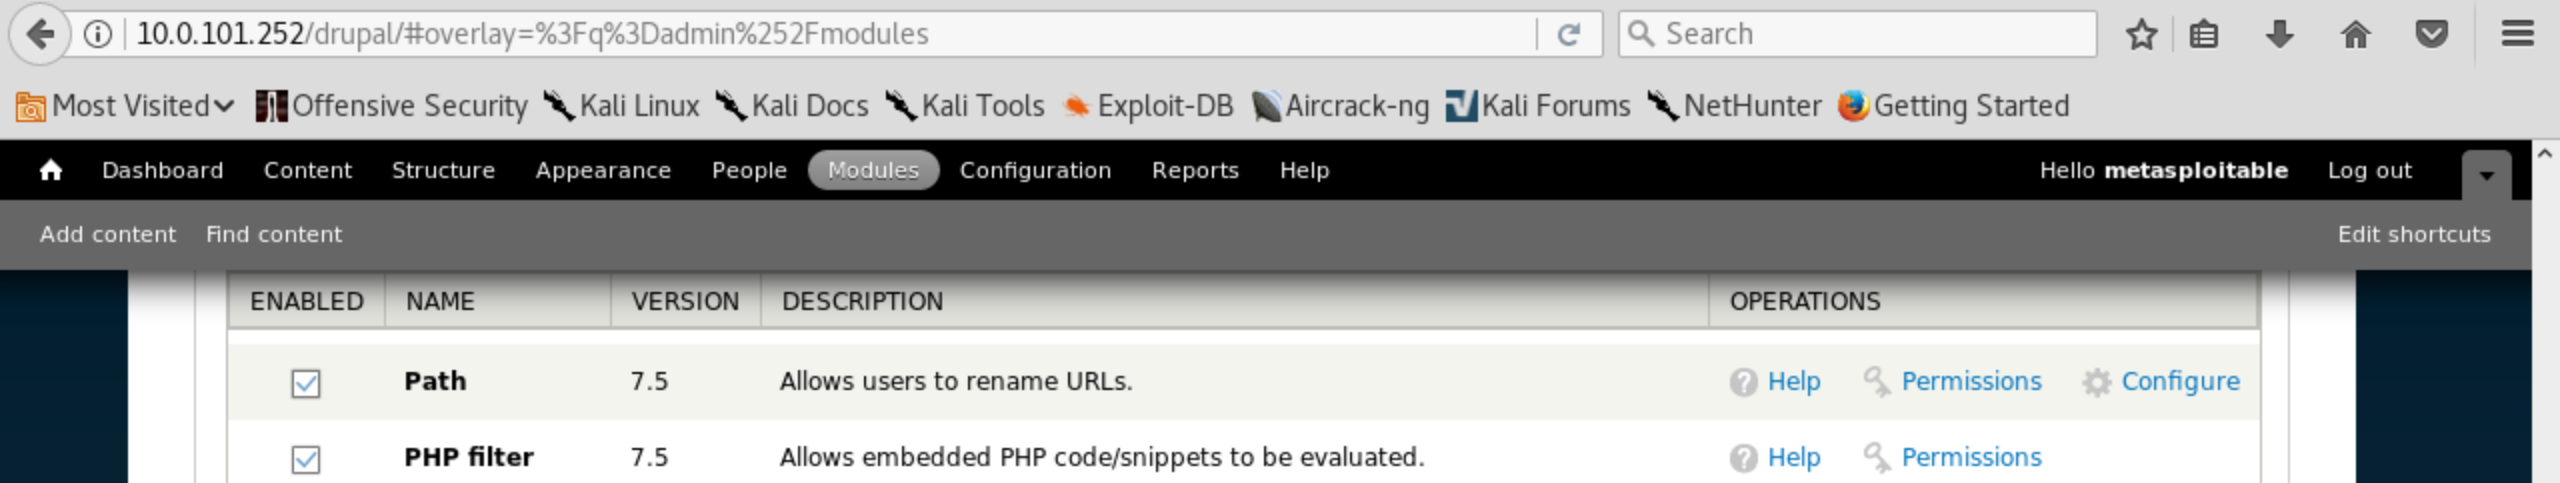 10.0.101.252/drupal/#overlay=%3Fq%3Dadmin%252Fmodules Search
Most Visited Offensive Security Kali Linux Kali Docs Kali Tools Exploit-DB Aircrack-ng Kali Forums NetHunter Getting Started
Dashboard Content Structure Appearance People Modules Configuration Reports Help Hello metasploitable Log out
Add content Find content Edit shortcuts
ENABLED NAME VERSION DESCRIPTION OPERATIONS
Path 7.5 Allows users to rename URLs. Help Permissions Configure
PHP filter 7.5 Allows embedded PHP code/snippets to be evaluated. Help Permissions